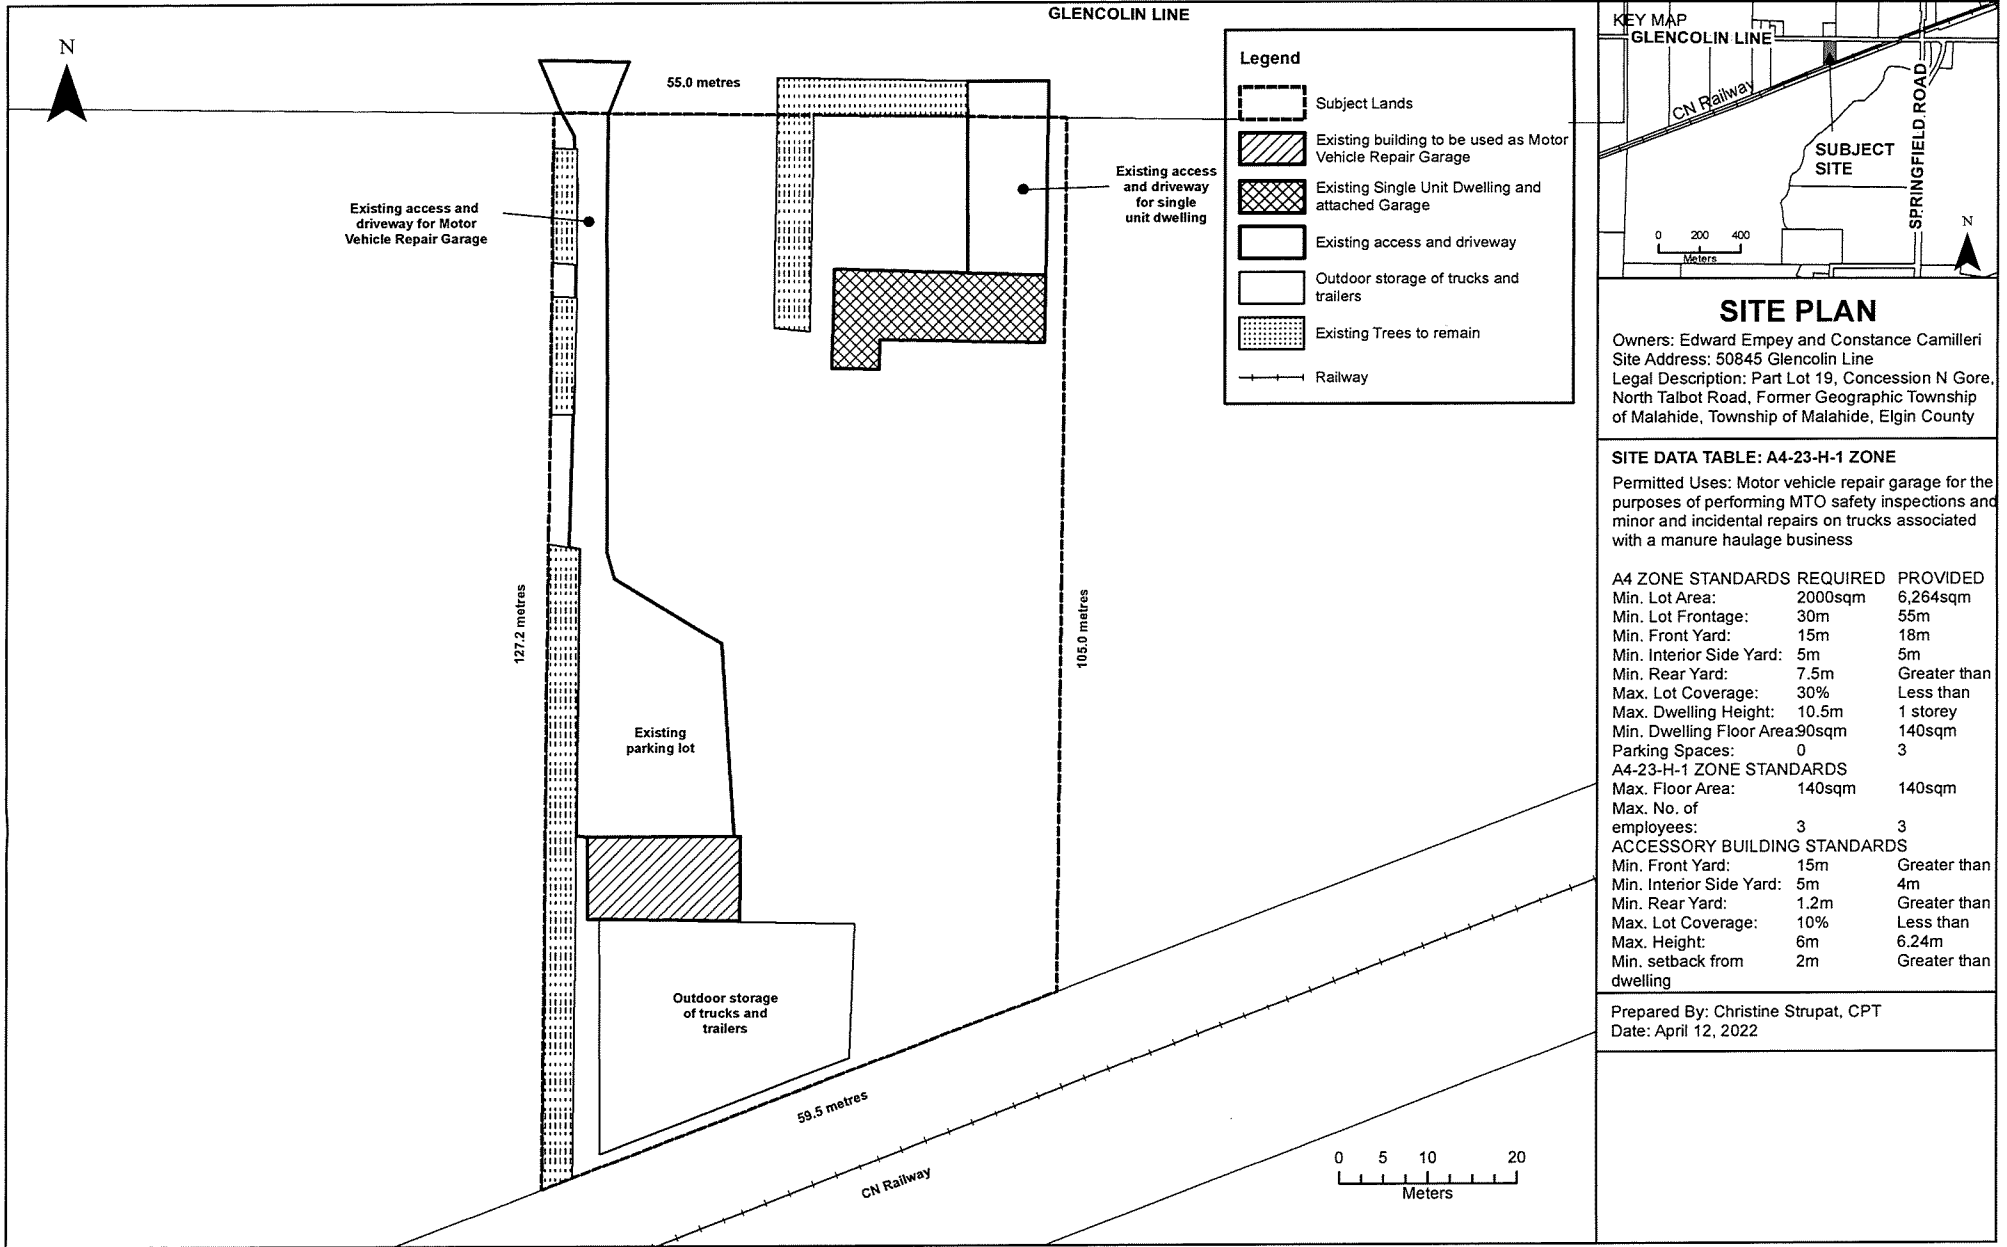 GLENCOLIN LINE
N
55.0 metres
Existing access and
driveway for Motor
Vehicle Repair Garage
Existing access
and driveway
for single
unit dwelling
127.2 metres
105.0 metres
Existing
parking lot
Outdoor storage
of trucks and
trailers
59.5 metres
CN Railway
0 5 10 20
Meters
Legend
Subject Lands
Existing building to be used as Motor
Vehicle Repair Garage
Existing Single Unit Dwelling and
attached Garage
Existing access and driveway
Outdoor storage of trucks and
trailers
Existing Trees to remain
Railway
KEY MAP
GLENCOLIN LINE
CN Railway
SUBJECT
SITE
SPRINGFIELD ROAD
N
0 200 400
Meters
SITE PLAN
Owners: Edward Empey and Constance Camilleri
Site Address: 50845 Glencolin Line
Legal Description: Part Lot 19, Concession N Gore,
North Talbot Road, Former Geographic Township
of Malahide, Township of Malahide, Elgin County
SITE DATA TABLE: A4-23-H-1 ZONE
Permitted Uses: Motor vehicle repair garage for the
purposes of performing MTO safety inspections and
minor and incidental repairs on trucks associated
with a manure haulage business
A4 ZONE STANDARDS REQUIRED PROVIDED
Min. Lot Area: 2000sqm 6,264sqm
Min. Lot Frontage: 30m 55m
Min. Front Yard: 15m 18m
Min. Interior Side Yard: 5m 5m
Min. Rear Yard: 7.5m Greater than
Max. Lot Coverage: 30% Less than
Max. Dwelling Height: 10.5m 1 storey
Min. Dwelling Floor Area: 90sqm 140sqm
Parking Spaces: 0 3
A4-23-H-1 ZONE STANDARDS
Max. Floor Area: 140sqm 140sqm
Max. No. of
employees: 3 3
ACCESSORY BUILDING STANDARDS
Min. Front Yard: 15m Greater than
Min. Interior Side Yard: 5m 4m
Min. Rear Yard: 1.2m Greater than
Max. Lot Coverage: 10% Less than
Max. Height: 6m 6.24m
Min. setback from 2m Greater than
dwelling
Prepared By: Christine Strupat, CPT
Date: April 12, 2022